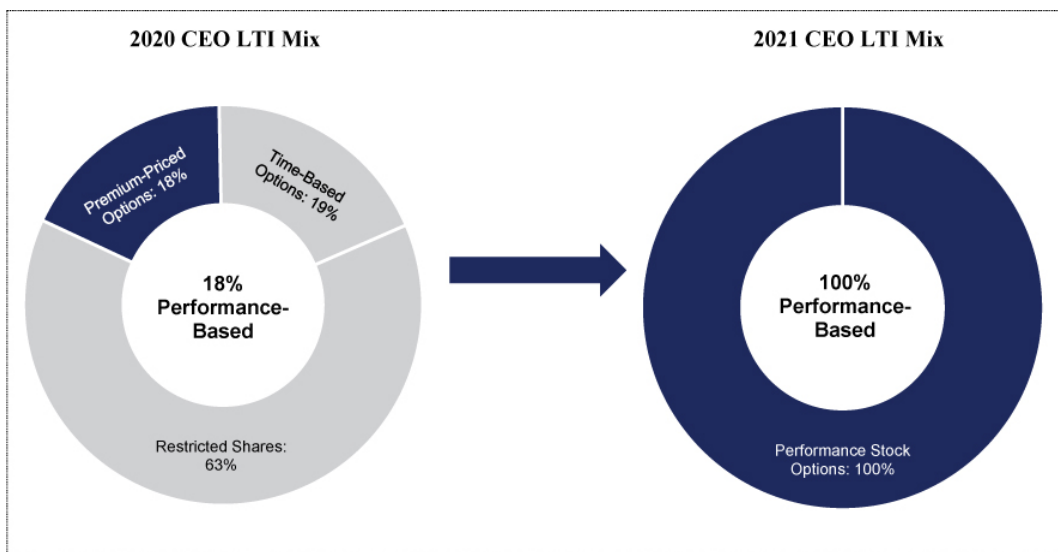 2020 CEO LTI Mix
Premium-Priced
Options: 18%
Time-Based
Options: 19%
18%
Performance-
Based
Restricted Shares:
63%
2021 CEO LTI Mix
100%
Performance-
Based
Performance Stock
Options: 100%